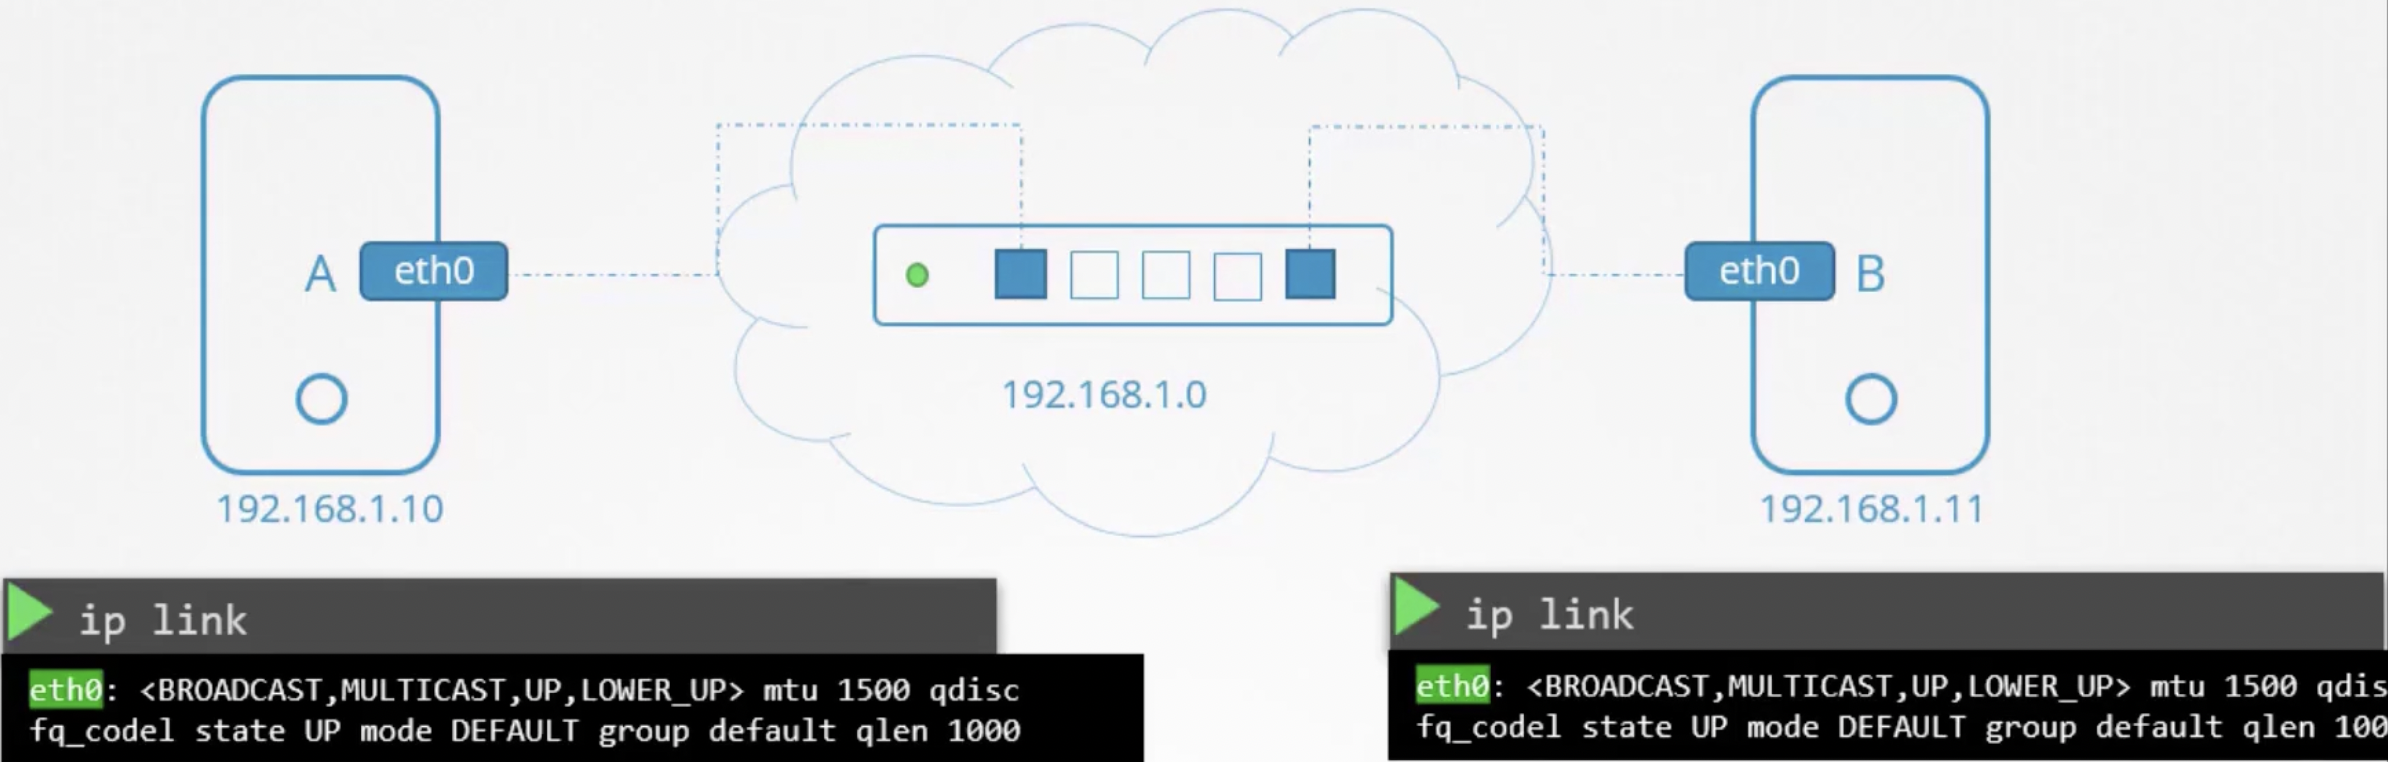 A
eth0
eth0
B
192.168.1.0
192.168.1.10
192.168.1.11
ip link
eth0: <BROADCAST,MULTICAST,UP,LOWER_UP> mtu 1500 qdisc
fq_codel state UP mode DEFAULT group default qlen 1000
ip link
eth0: <BROADCAST,MULTICAST,UP,LOWER_UP> mtu 1500 qdis
fq_codel state UP mode DEFAULT group default qlen 100